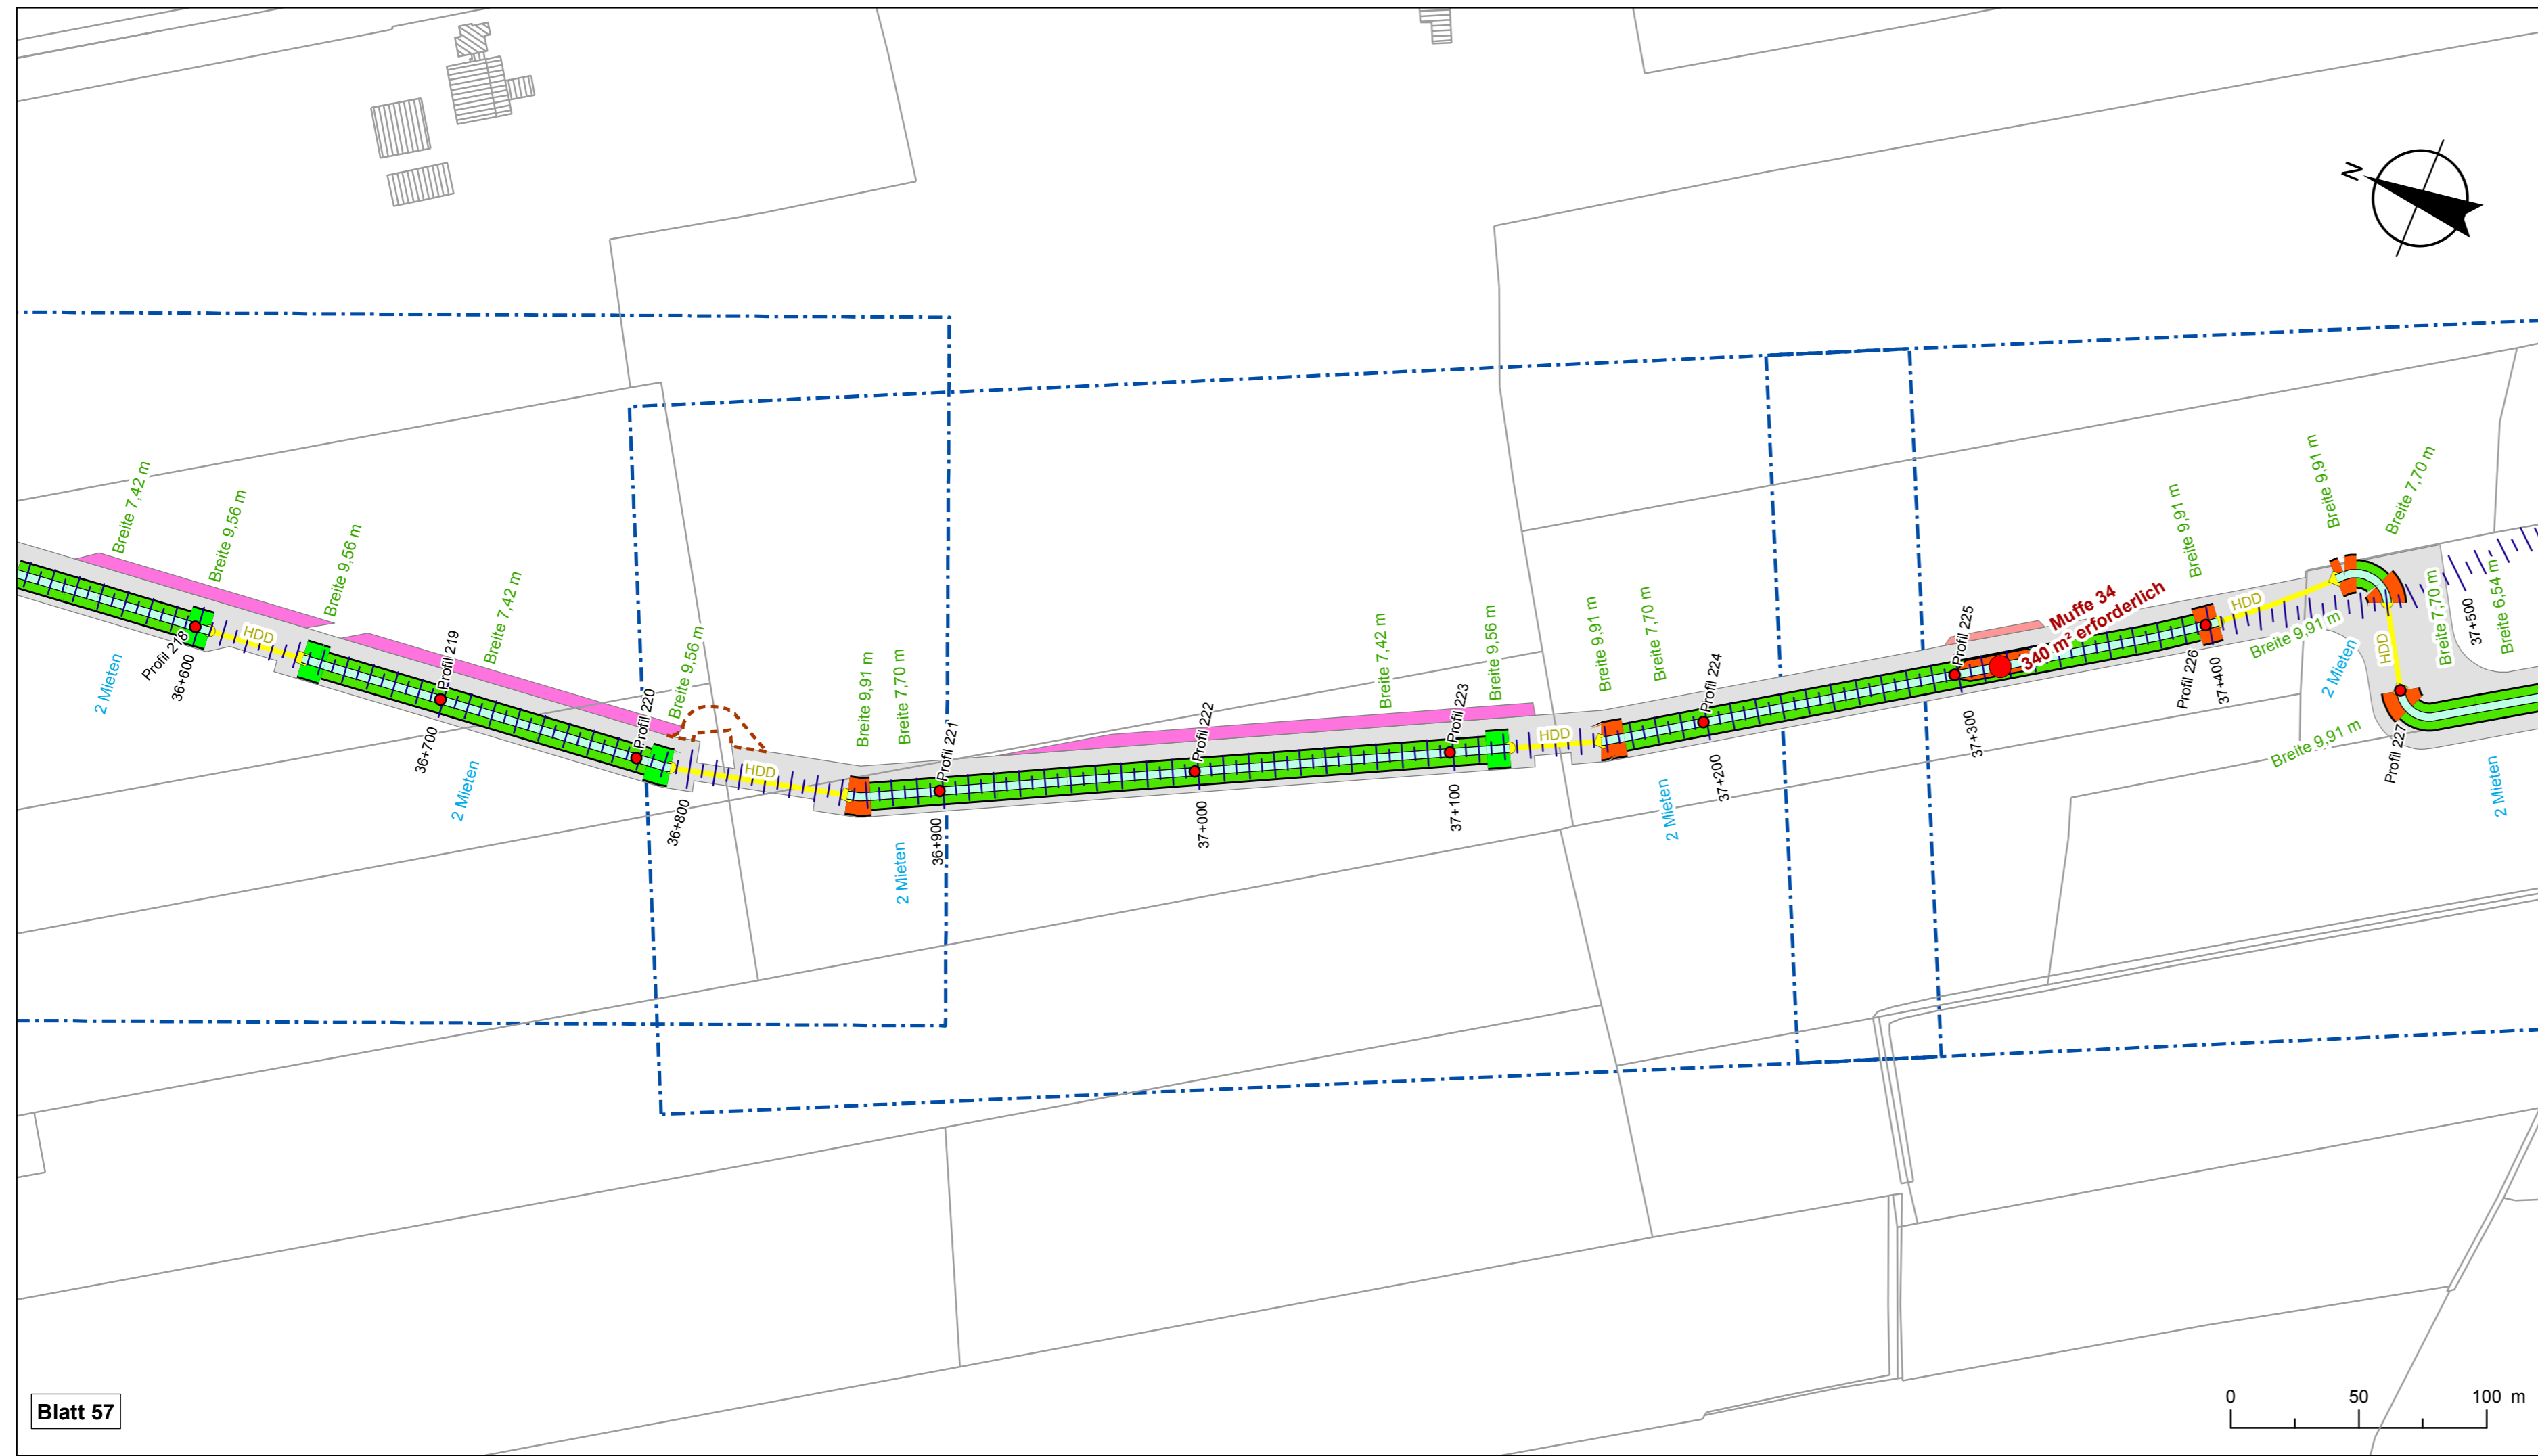 N
Breite 7,42 m
Breite 9,56 m
Breite 9,56 m
Breite 7,42 m
Breite 9,56 m
Breite 9,91 m
Breite 7,70 m
Breite 7,42 m
Breite 9,56 m
Breite 9,91 m
Breite 7,70 m
Breite 9,91 m
Breite 9,91 m
Breite 7,70 m
2 Mieten
Profil 218
36+600
HDD
Profil 219
36+700
2 Mieten
Profil 220
36+800
HDD
Profil 221
36+900
2 Mieten
Profil 222
37+000
Profil 223
37+100
HDD
Profil 224
37+200
2 Mieten
Profil 225
37+300
Muffe 34
340 m² erforderlich
Profil 226
37+400
HDD
Breite 9,91 m
2 Mieten
HDD
Breite 7,70 m
37+500
Breite 6,54 m
Breite 9,91 m
Profil 227
2 Mieten
Blatt 57
0 50 100 m